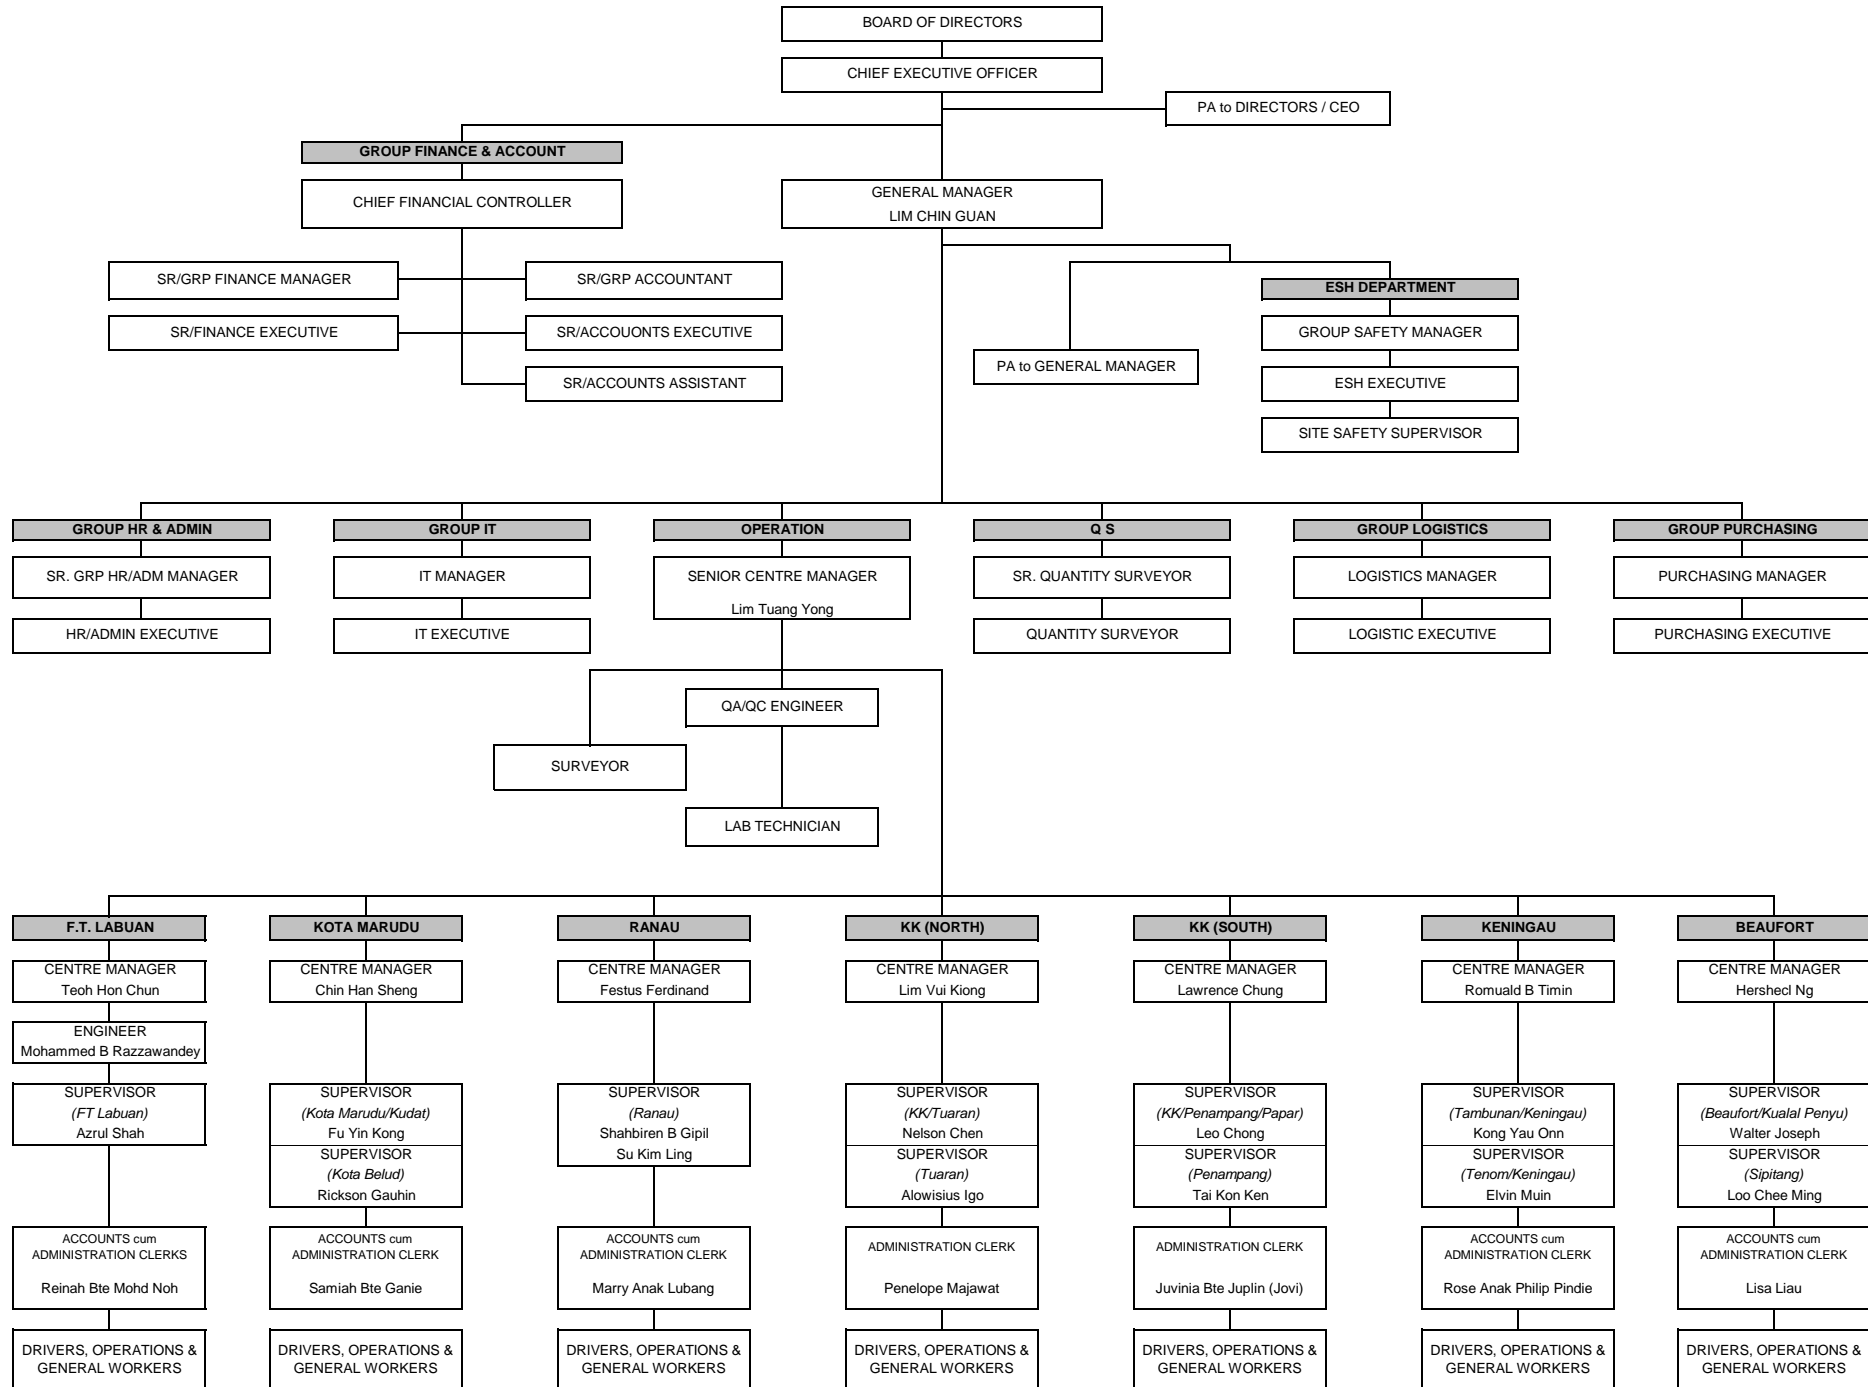 BOARD OF DIRECTORS
CHIEF EXECUTIVE OFFICER
PA to DIRECTORS / CEO
GROUP FINANCE & ACCOUNT
CHIEF FINANCIAL CONTROLLER
GENERAL MANAGER
LIM CHIN GUAN
SR/GRP FINANCE MANAGER
SR/GRP ACCOUNTANT
SR/FINANCE EXECUTIVE
SR/ACCOUONTS EXECUTIVE
SR/ACCOUNTS ASSISTANT
PA to GENERAL MANAGER
ESH DEPARTMENT
GROUP SAFETY MANAGER
ESH EXECUTIVE
SITE SAFETY SUPERVISOR
GROUP HR & ADMIN
SR. GRP HR/ADM MANAGER
HR/ADMIN EXECUTIVE
GROUP IT
IT MANAGER
IT EXECUTIVE
OPERATION
SENIOR CENTRE MANAGER
Lim Tuang Yong
Q S
SR. QUANTITY SURVEYOR
QUANTITY SURVEYOR
GROUP LOGISTICS
LOGISTICS MANAGER
LOGISTIC EXECUTIVE
GROUP PURCHASING
PURCHASING MANAGER
PURCHASING EXECUTIVE
QA/QC ENGINEER
SURVEYOR
LAB TECHNICIAN
F.T. LABUAN
CENTRE MANAGER
Teoh Hon Chun
ENGINEER
Mohammed B Razzawandey
SUPERVISOR
(FT Labuan)
Azrul Shah
ACCOUNTS cum
ADMINISTRATION CLERKS
Reinah Bte Mohd Noh
DRIVERS, OPERATIONS &
GENERAL WORKERS
KOTA MARUDU
CENTRE MANAGER
Chin Han Sheng
SUPERVISOR
(Kota Marudu/Kudat)
Fu Yin Kong
SUPERVISOR
(Kota Belud)
Rickson Gauhin
ACCOUNTS cum
ADMINISTRATION CLERK
Samiah Bte Ganie
DRIVERS, OPERATIONS &
GENERAL WORKERS
RANAU
CENTRE MANAGER
Festus Ferdinand
SUPERVISOR
(Ranau)
Shahbiren B Gipil
Su Kim Ling
ACCOUNTS cum
ADMINISTRATION CLERK
Marry Anak Lubang
DRIVERS, OPERATIONS &
GENERAL WORKERS
KK (NORTH)
CENTRE MANAGER
Lim Vui Kiong
SUPERVISOR
(KK/Tuaran)
Nelson Chen
SUPERVISOR
(Tuaran)
Alowisius Igo
ADMINISTRATION CLERK
Penelope Majawat
DRIVERS, OPERATIONS &
GENERAL WORKERS
KK (SOUTH)
CENTRE MANAGER
Lawrence Chung
SUPERVISOR
(KK/Penampang/Papar)
Leo Chong
SUPERVISOR
(Penampang)
Tai Kon Ken
ADMINISTRATION CLERK
Juvinia Bte Juplin (Jovi)
DRIVERS, OPERATIONS &
GENERAL WORKERS
KENINGAU
CENTRE MANAGER
Romuald B Timin
SUPERVISOR
(Tambunan/Keningau)
Kong Yau Onn
SUPERVISOR
(Tenom/Keningau)
Elvin Muin
ACCOUNTS cum
ADMINISTRATION CLERK
Rose Anak Philip Pindie
DRIVERS, OPERATIONS &
GENERAL WORKERS
BEAUFORT
CENTRE MANAGER
Hershecl Ng
SUPERVISOR
(Beaufort/Kualal Penyu)
Walter Joseph
SUPERVISOR
(Sipitang)
Loo Chee Ming
ACCOUNTS cum
ADMINISTRATION CLERK
Lisa Liau
DRIVERS, OPERATIONS &
GENERAL WORKERS